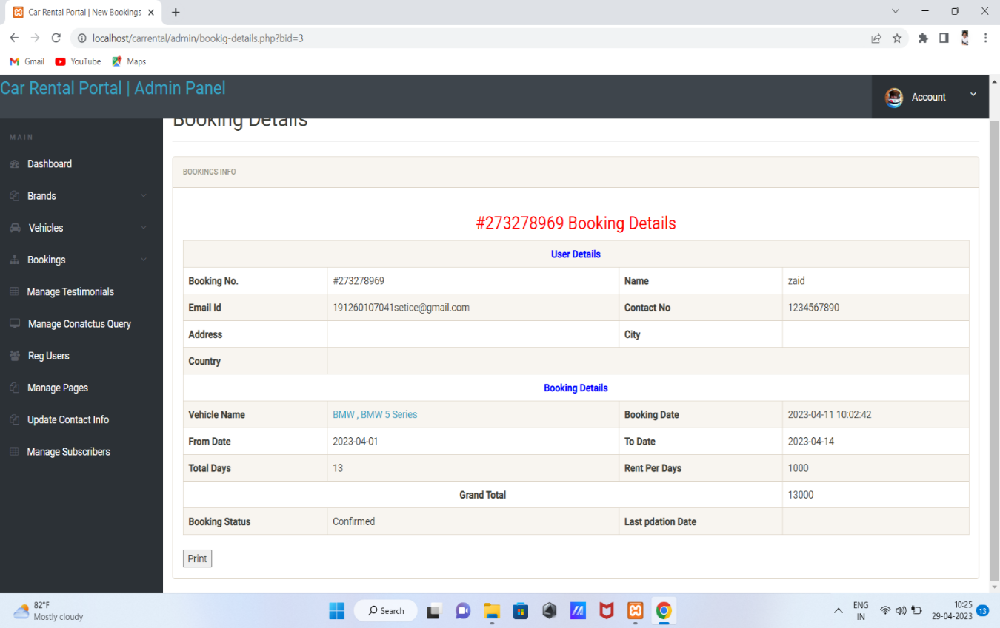 Car Rental Portal | New Bookings
localhost/carrental/admin/bookig-details.php?bid=3
Gmail YouTube Maps
Car Rental Portal | Admin Panel
Account
Booking Details
MAIN
Dashboard
Brands
Vehicles
Bookings
Manage Testimonials
Manage Conatctus Query
Reg Users
Manage Pages
Update Contact Info
Manage Subscribers
BOOKINGS INFO
#273278969 Booking Details
User Details
Booking No. #273278969 Name zaid
Email Id 191260107041setice@gmail.com Contact No 1234567890
Address City
Country
Booking Details
Vehicle Name BMW , BMW 5 Series Booking Date 2023-04-11 10:02:42
From Date 2023-04-01 To Date 2023-04-14
Total Days 13 Rent Per Days 1000
Grand Total 13000
Booking Status Confirmed Last pdation Date
Print
82°F
Mostly cloudy
Search
ENG
IN
10:25
29-04-2023
13